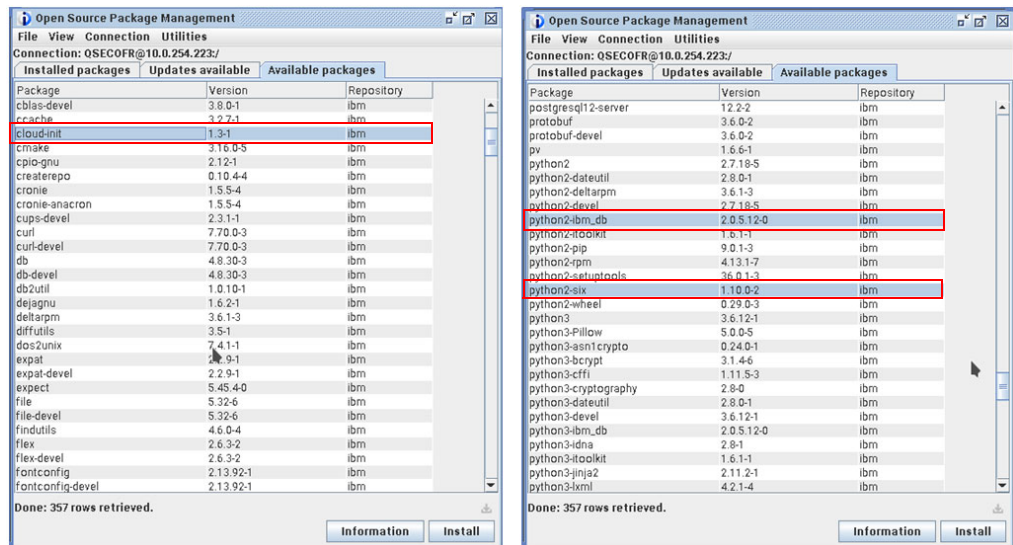 Open Source Package Management
File View Connection Utilities
Connection: QSECOFR@10.0.254.223:/
Installed packages Updates available Available packages
Package Version Repository
cblas-devel 3.8.0-1 ibm
ccache 3.2.7-1 ibm
cloud-init 1.3-1 ibm
cmake 3.16.0-5 ibm
cpio-gnu 2.12-1 ibm
createrepo 0.10.4-4 ibm
cronie 1.5.5-4 ibm
cronie-anacron 1.5.5-4 ibm
cups-devel 2.3.1-1 ibm
curl 7.70.0-3 ibm
curl-devel 7.70.0-3 ibm
db 4.8.30-3 ibm
db-devel 4.8.30-3 ibm
db2util 1.0.10-1 ibm
dejagnu 1.6.2-1 ibm
deltarpm 3.6.1-3 ibm
diffutils 3.5-1 ibm
dos2unix 7.4.1-1 ibm
expat ibm
expat-devel 2.2.9-1 ibm
expect 5.45.4-0 ibm
file 5.32-6 ibm
file-devel 5.32-6 ibm
findutils 4.6.0-4 ibm
flex 2.6.3-2 ibm
flex-devel 2.6.3-2 ibm
fontconfig 2.13.92-1 ibm
fontconfig-devel 2.13.92-1 ibm
Done: 357 rows retrieved.
Information Install
Open Source Package Management
File View Connection Utilities
Connection: QSECOFR@10.0.254.223:/
Installed packages Updates available Available packages
Package Version Repository
postgresql12-server 12.2-2 ibm
protobuf 3.6.0-2 ibm
protobuf-devel 3.6.0-2 ibm
pv 1.6.6-1 ibm
python2 2.7.18-5 ibm
python2-dateutil 2.8.0-1 ibm
python2-deltarpm 3.6.1-3 ibm
python2-devel 2.7.18-5 ibm
python2-ibm_db 2.0.5.12-0 ibm
python2-itoolkit 1.6.1-1 ibm
python2-pip 9.0.1-3 ibm
python2-rpm 4.13.1-7 ibm
python2-setuptools 36.0.1-3 ibm
python2-six 1.10.0-2 ibm
python2-wheel 0.29.0-3 ibm
python3 3.6.12-1 ibm
python3-Pillow 5.0.0-5 ibm
python3-asn1crypto 0.24.0-1 ibm
python3-bcrypt 3.1.4-6 ibm
python3-cffi 1.11.5-3 ibm
python3-cryptography 2.8-0 ibm
python3-dateutil 2.8.0-1 ibm
python3-devel 3.6.12-1 ibm
python3-ibm_db 2.0.5.12-0 ibm
python3-idna 2.8-1 ibm
python3-itoolkit 1.6.1-1 ibm
python3-jinja2 2.11.2-1 ibm
python3-lxml 4.2.1-4 ibm
Done: 357 rows retrieved.
Information Install